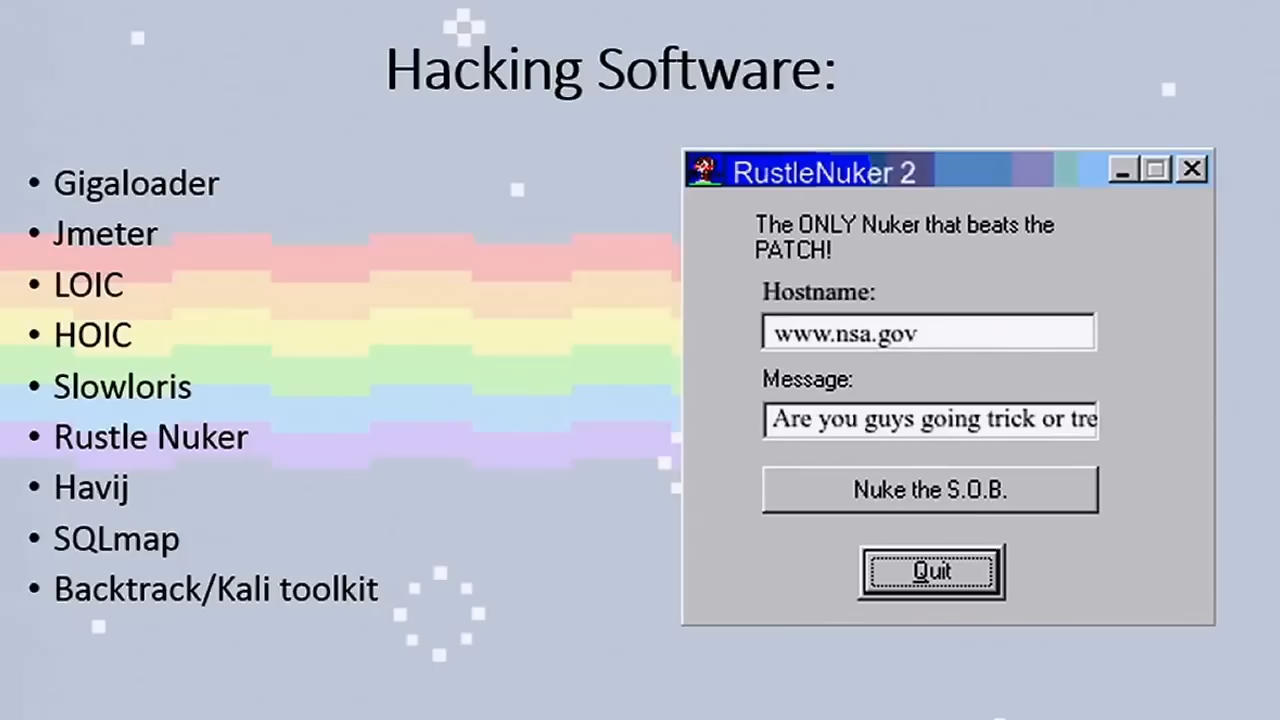 Hacking Software:
• Gigaloader
• Jmeter
• LOIC
• HOIC
• Slowloris
• Rustle Nuker
• Havij
• SQLmap
• Backtrack/Kali toolkit
RustleNuker 2
The ONLY Nuker that beats the
PATCH!
Hostname:
www.nsa.gov
Message:
Are you guys going trick or tre
Nuke the S.O.B.
Quit